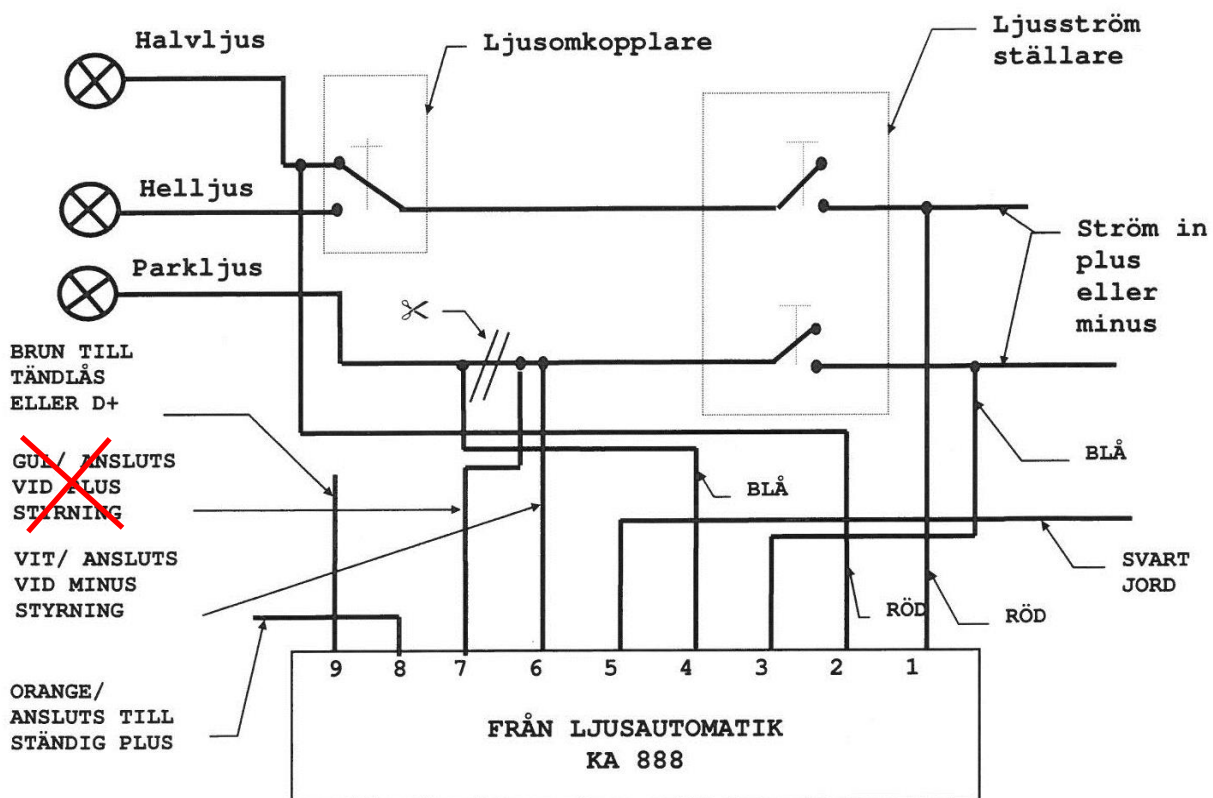 Halvljus
Ljusomkopplare
Ljusström
ställare
Helljus
Ström in
plus
eller
minus
Parkljus
BRUN TILL
TÄNDLÅS
ELLER D+
GUL/ ANSLUTS
VID PLUS
STYRNING
BLÅ
BLÅ
VIT/ ANSLUTS
VID MINUS
STYRNING
SVART
JORD
RÖD
RÖD
9 8 7 6 5 4 3 2 1
ORANGE/
ANSLUTS TILL
STÄNDIG PLUS
FRÅN LJUSAUTOMATIK
KA 888